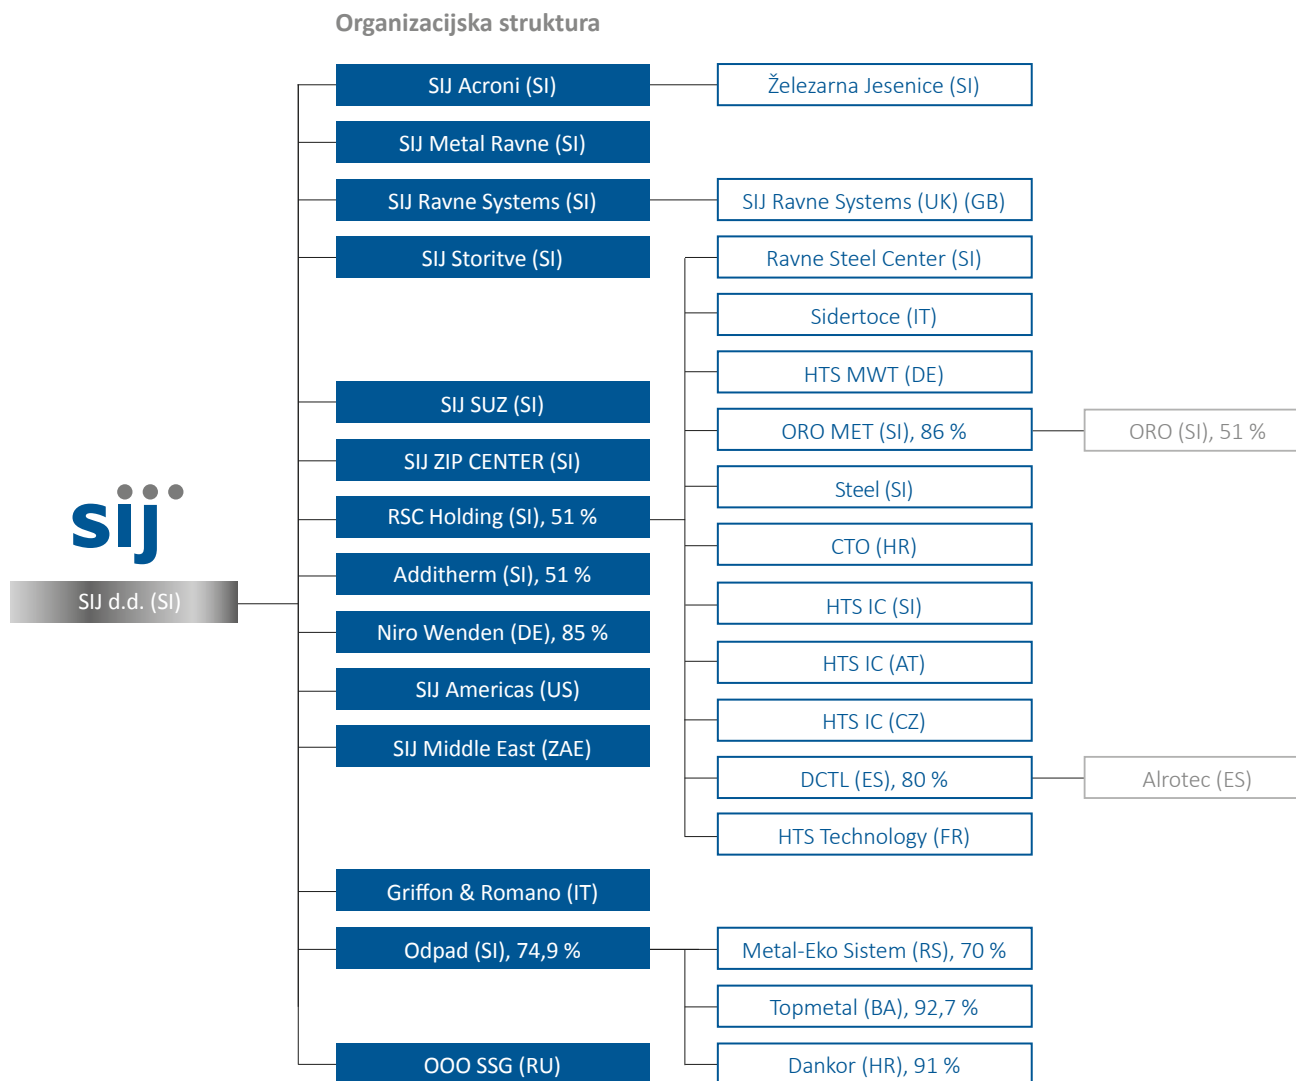 Organizacijska struktura
SIJ Acroni (SI)
Železarna Jesenice (SI)
SIJ Metal Ravne (SI)
SIJ Ravne Systems (SI)
SIJ Ravne Systems (UK) (GB)
SIJ Storitve (SI)
Ravne Steel Center (SI)
Sidertoce (IT)
HTS MWT (DE)
SIJ SUZ (SI)
ORO MET (SI), 86 %
ORO (SI), 51 %
SIJ ZIP CENTER (SI)
Steel (SI)
sij
RSC Holding (SI), 51 %
CTO (HR)
Additherm (SI), 51 %
SIJ d.d. (SI)
HTS IC (SI)
Niro Wenden (DE), 85 %
HTS IC (AT)
SIJ Americas (US)
HTS IC (CZ)
SIJ Middle East (ZAE)
DCTL (ES), 80 %
Alrotec (ES)
HTS Technology (FR)
Griffon & Romano (IT)
Odpad (SI), 74,9 %
Metal-Eko Sistem (RS), 70 %
Topmetal (BA), 92,7 %
OOO SSG (RU)
Dankor (HR), 91 %